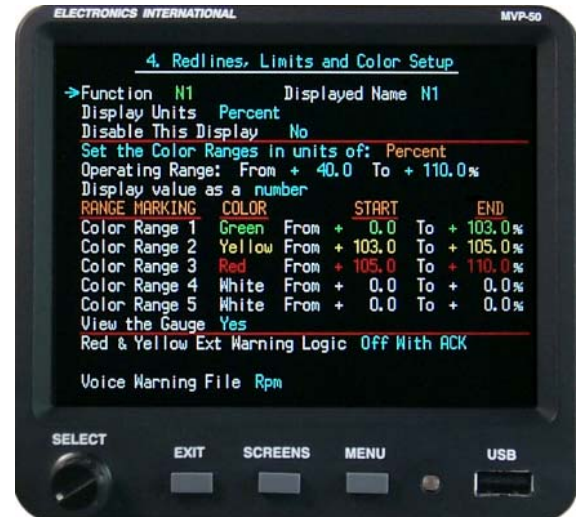 ELECTRONICS INTERNATIONAL MVP-50
4. Redlines, Limits and Color Setup
→Function N1 Displayed Name N1
Display Units Percent
Disable This Display No
Set the Color Ranges in units of: Percent
Operating Range: From + 40.0 To + 110.0%
Display value as a number
RANGE MARKING COLOR START END
Color Range 1 Green From + 0.0 To + 103.0%
Color Range 2 Yellow From + 103.0 To + 105.0%
Color Range 3 Red From + 105.0 To + 110.0%
Color Range 4 White From + 0.0 To + 0.0%
Color Range 5 White From + 0.0 To + 0.0%
View the Gauge Yes
Red & Yellow Ext Warning Logic Off With ACK
Voice Warning File Rpm
SELECT EXIT SCREENS MENU USB